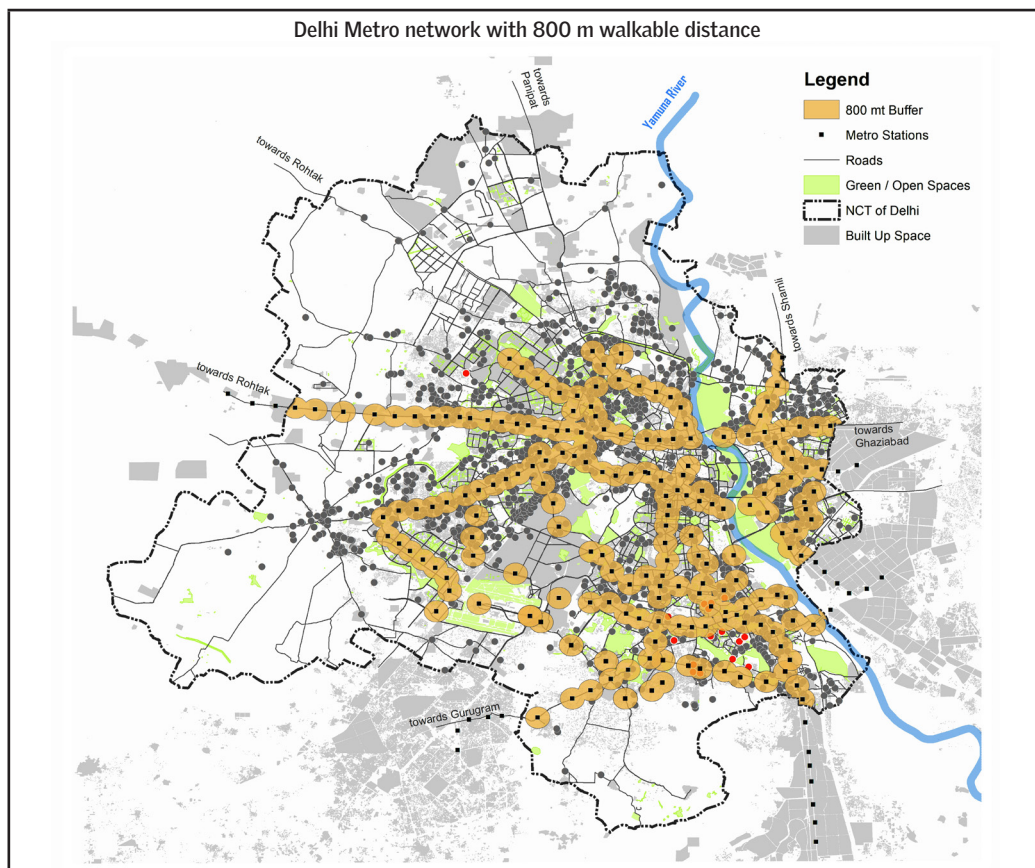 Delhi Metro network with 800 m walkable distance
towards
Panipat
Yamuna River
Legend
800 mt Buffer
Metro Stations
Roads
Green / Open Spaces
NCT of Delhi
Built Up Space
towards Rohtak
towards Shamli
towards Rohtak
towards
Ghaziabad
towards Gurugram